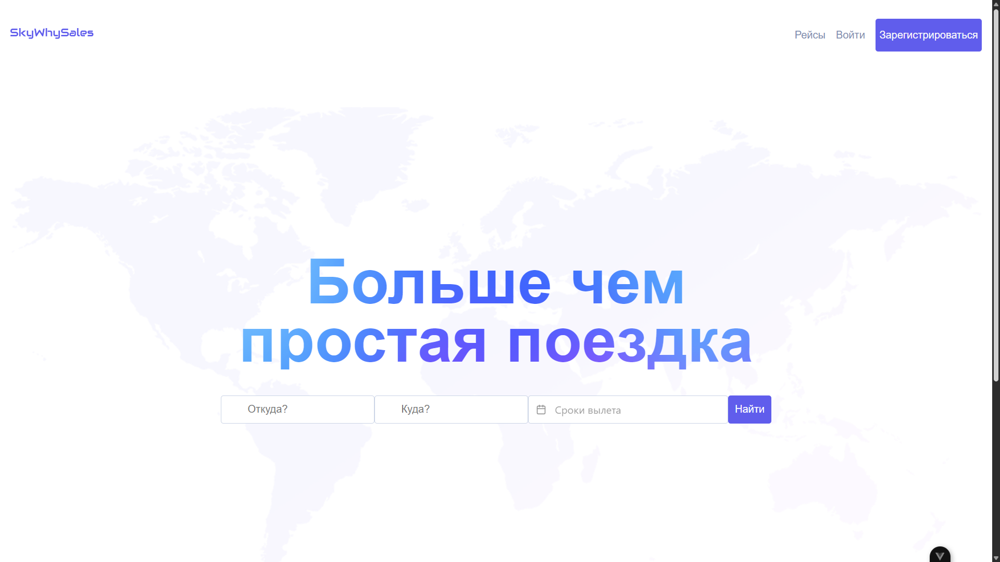 SkyWhySales
Рейсы
Войти
Зарегистрироваться
Больше чем
простая поездка
Откуда?
Куда?
Сроки вылета
Найти